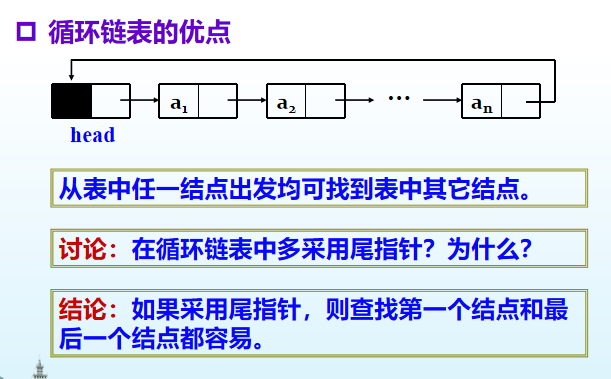 循环链表的优点
a1 a2 … an
head
从表中任一结点出发均可找到表中其它结点。
讨论：在循环链表中多采用尾指针？为什么？
结论：如果采用尾指针，则查找第一个结点和最
后一个结点都容易。